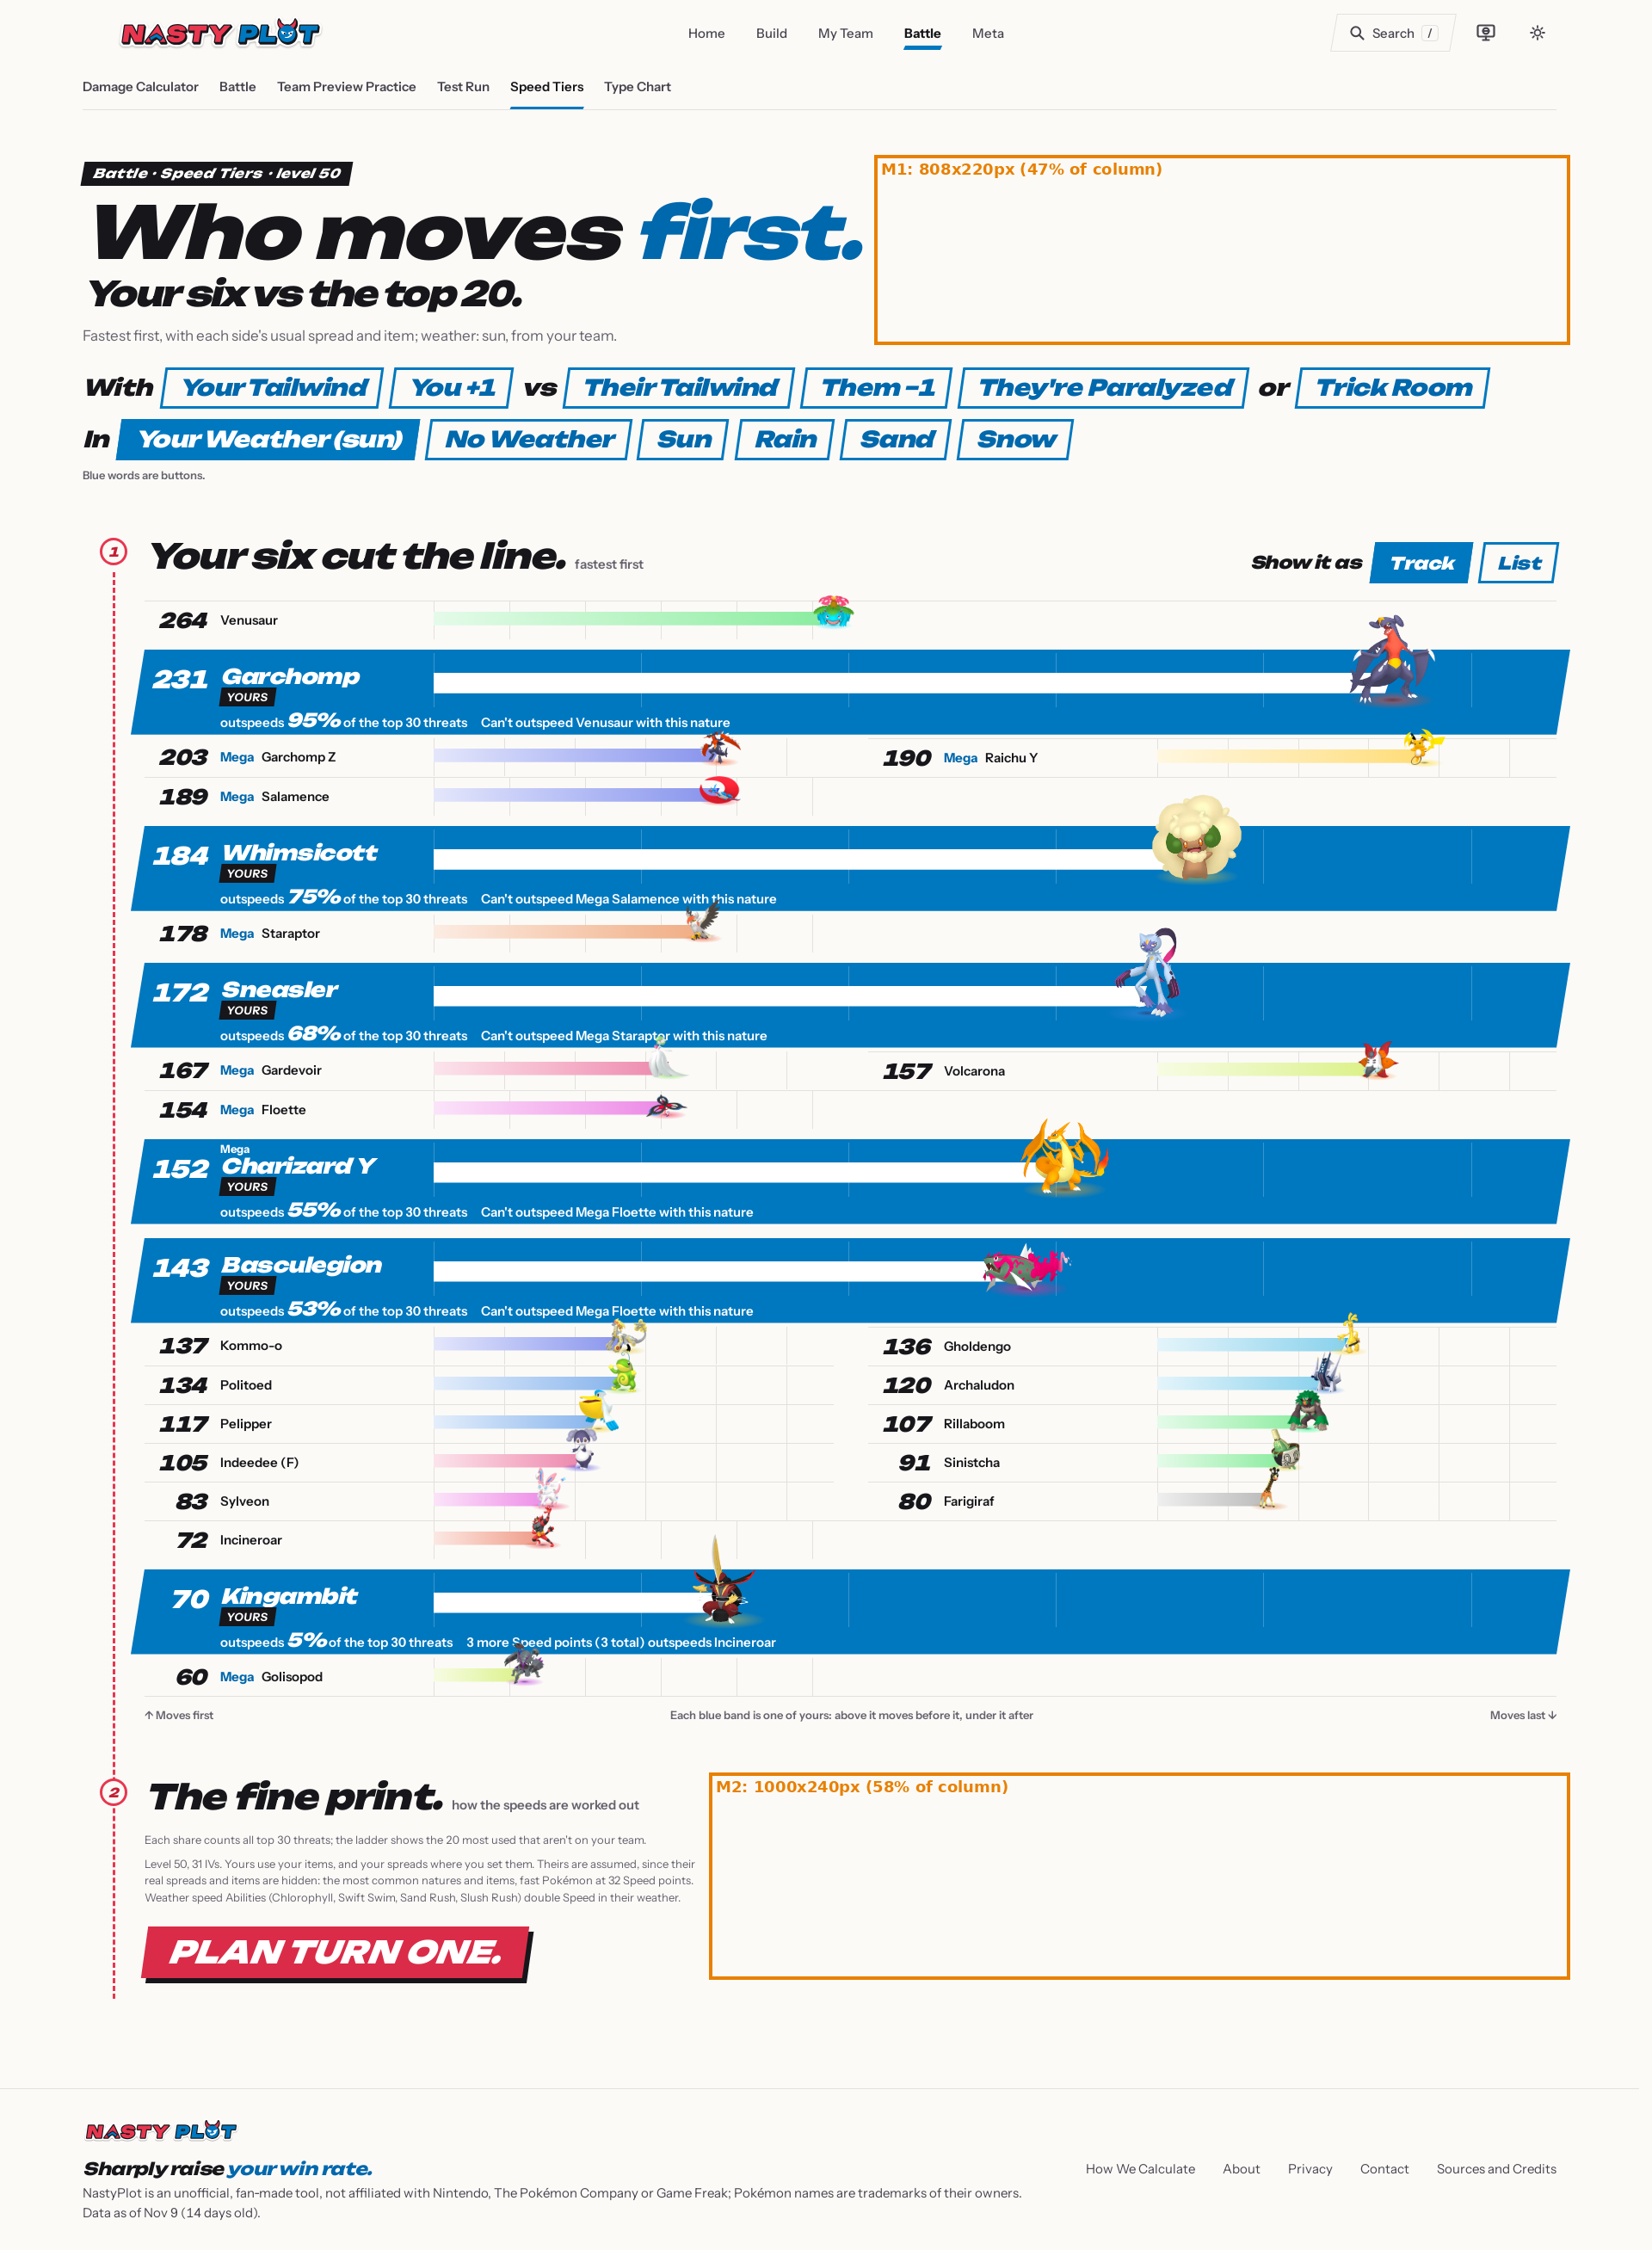 NASTY PLOT
Home Build My Team Battle Meta
Search /
Damage Calculator Battle Team Preview Practice Test Run Speed Tiers Type Chart
Battle · Speed Tiers · level 50
M1: 808x220px (47% of column)
Who moves first.
Your six vs the top 20.
Fastest first, with each side's usual spread and item; weather: sun, from your team.
With Your Tailwind You +1 vs Their Tailwind Them −1 They're Paralyzed or Trick Room
In Your Weather (sun) No Weather Sun Rain Sand Snow
Blue words are buttons.
1 Your six cut the line. fastest first
Show it as Track List
264 Venusaur
231 Garchomp
YOURS
outspeeds 95% of the top 30 threats Can't outspeed Venusaur with this nature
203 Mega Garchomp Z
190 Mega Raichu Y
189 Mega Salamence
184 Whimsicott
YOURS
outspeeds 75% of the top 30 threats Can't outspeed Mega Salamence with this nature
178 Mega Staraptor
172 Sneasler
YOURS
outspeeds 68% of the top 30 threats Can't outspeed Mega Staraptor with this nature
167 Mega Gardevoir
157 Volcarona
154 Mega Floette
Mega
152 Charizard Y
YOURS
outspeeds 55% of the top 30 threats Can't outspeed Mega Floette with this nature
143 Basculegion
YOURS
outspeeds 53% of the top 30 threats Can't outspeed Mega Floette with this nature
137 Kommo-o
136 Gholdengo
134 Politoed
120 Archaludon
117 Pelipper
107 Rillaboom
105 Indeedee (F)
91 Sinistcha
83 Sylveon
80 Farigiraf
72 Incineroar
70 Kingambit
YOURS
outspeeds 5% of the top 30 threats 3 more Speed points (3 total) outspeeds Incineroar
60 Mega Golisopod
↑ Moves first
Each blue band is one of yours: above it moves before it, under it after
Moves last ↓
2 The fine print. how the speeds are worked out
M2: 1000x240px (58% of column)
Each share counts all top 30 threats; the ladder shows the 20 most used that aren't on your team.
Level 50, 31 IVs. Yours use your items, and your spreads where you set them. Theirs are assumed, since their
real spreads and items are hidden: the most common natures and items, fast Pokémon at 32 Speed points.
Weather speed Abilities (Chlorophyll, Swift Swim, Sand Rush, Slush Rush) double Speed in their weather.
PLAN TURN ONE.
NASTY PLOT
Sharply raise your win rate.
How We Calculate About Privacy Contact Sources and Credits
NastyPlot is an unofficial, fan-made tool, not affiliated with Nintendo, The Pokémon Company or Game Freak; Pokémon names are trademarks of their owners.
Data as of Nov 9 (14 days old).